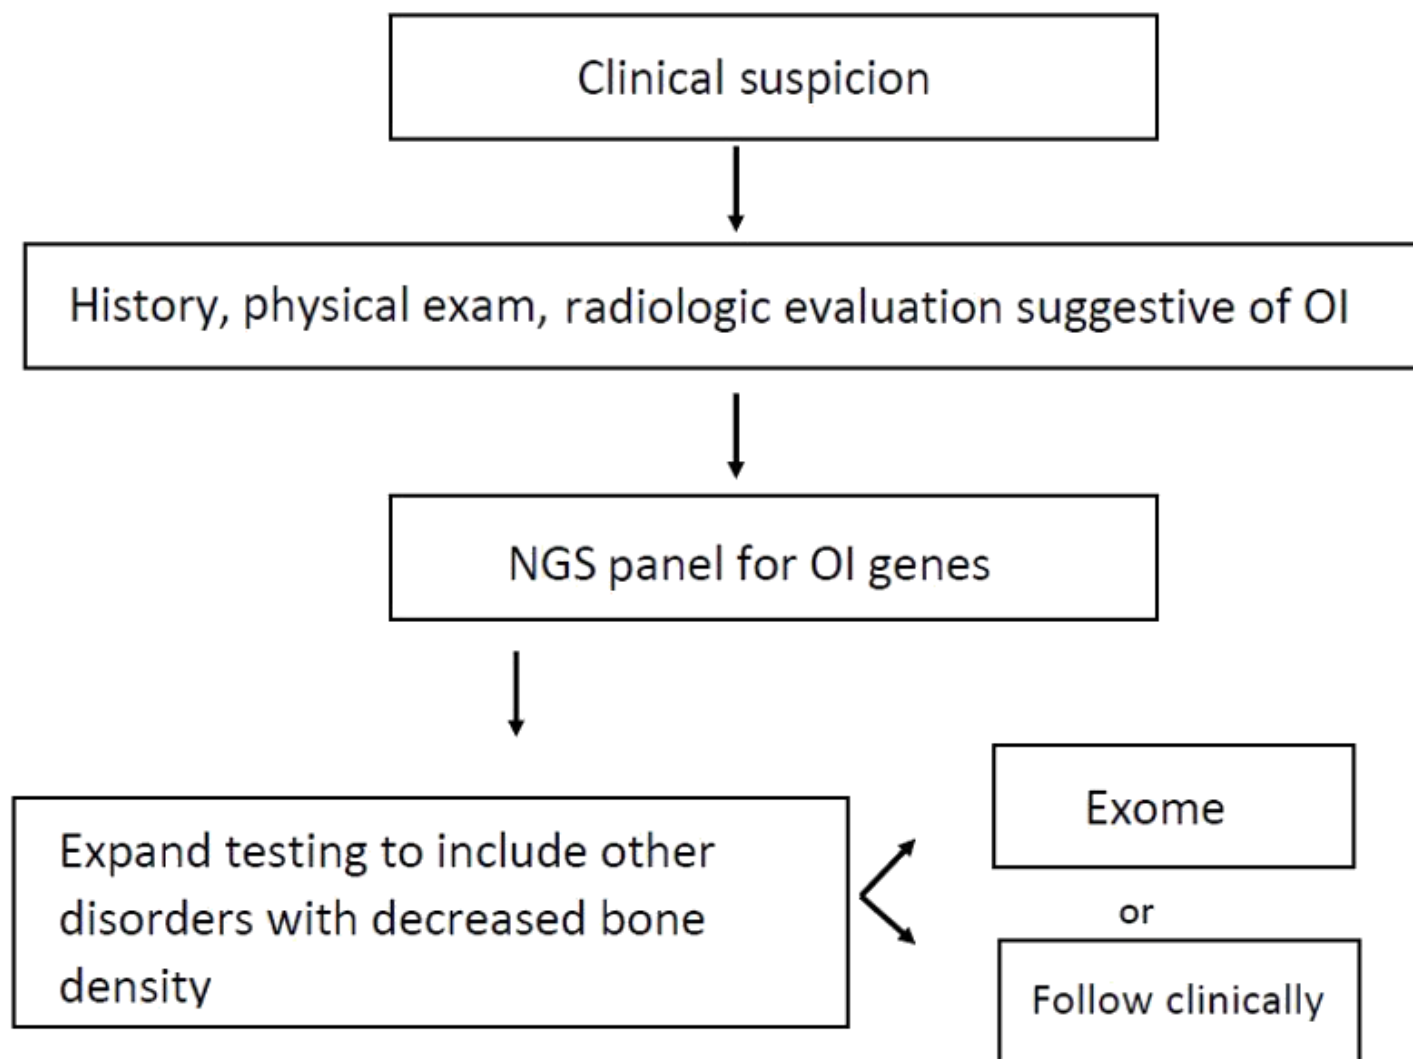 Clinical suspicion
History, physical exam, radiologic evaluation suggestive of OI
NGS panel for OI genes
Expand testing to include other
disorders with decreased bone
density
Exome
or
Follow clinically